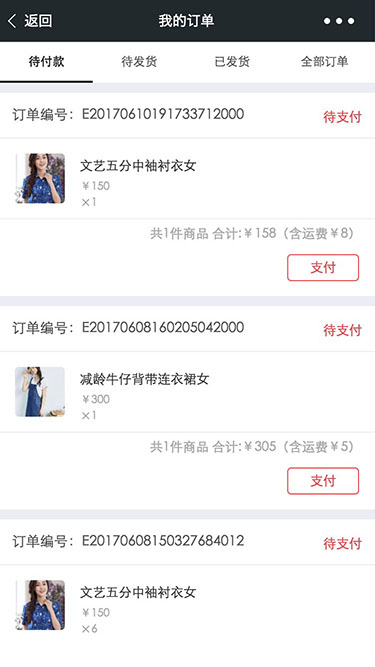 返回 我的订单
待付款 待发货 已发货 全部订单
订单编号：E20170610191733712000 待支付
文艺五分中袖衬衣女
￥150
×1
共1件商品 合计:￥158（含运费￥8）
支付
订单编号：E20170608160205042000 待支付
减龄牛仔背带连衣裙女
￥300
×1
共1件商品 合计:￥305（含运费￥5）
支付
订单编号：E20170608150327684012 待支付
文艺五分中袖衬衣女
￥150
×6